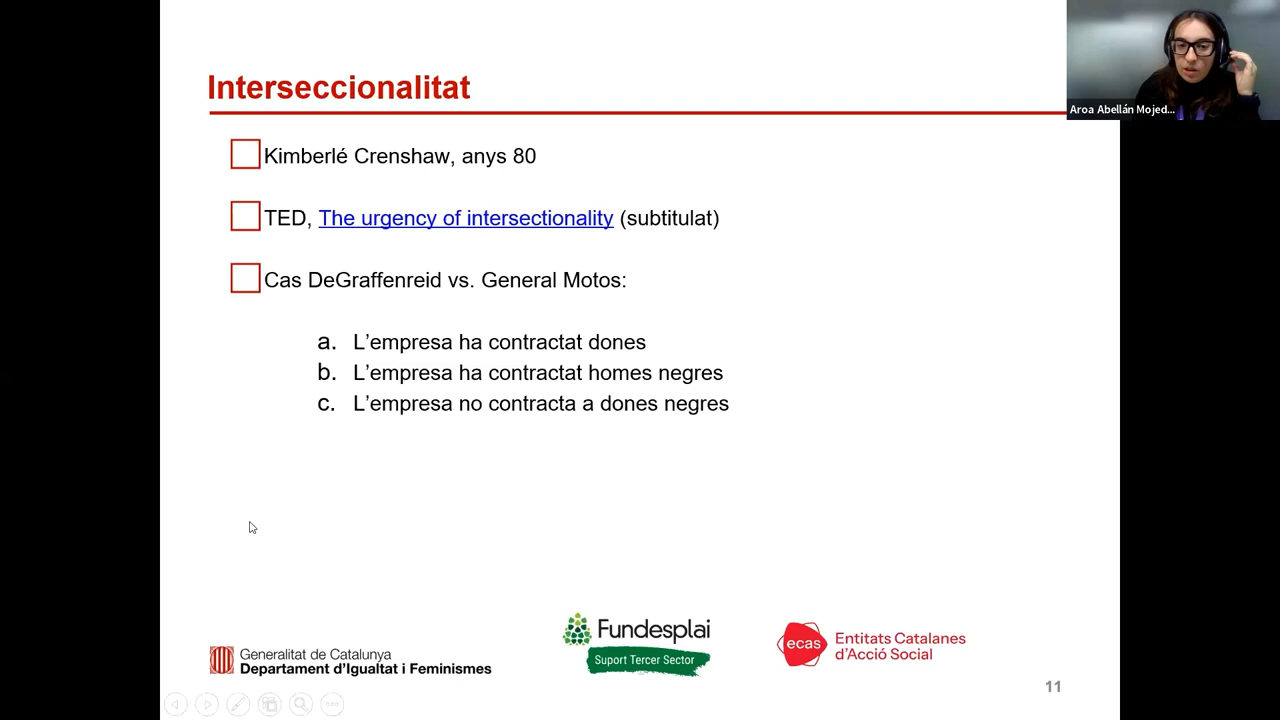 Interseccionalitat
Aroa Abellán Mojed...
Kimberlé Crenshaw, anys 80
TED, The urgency of intersectionality (subtitulat)
Cas DeGraffenreid vs. General Motos:
a. L’empresa ha contractat dones
b. L’empresa ha contractat homes negres
c. L’empresa no contracta a dones negres
Generalitat de Catalunya
Departament d’Igualtat i Feminismes
Fundesplai
Suport Tercer Sector
ecas
Entitats Catalanes
d’Acció Social
11